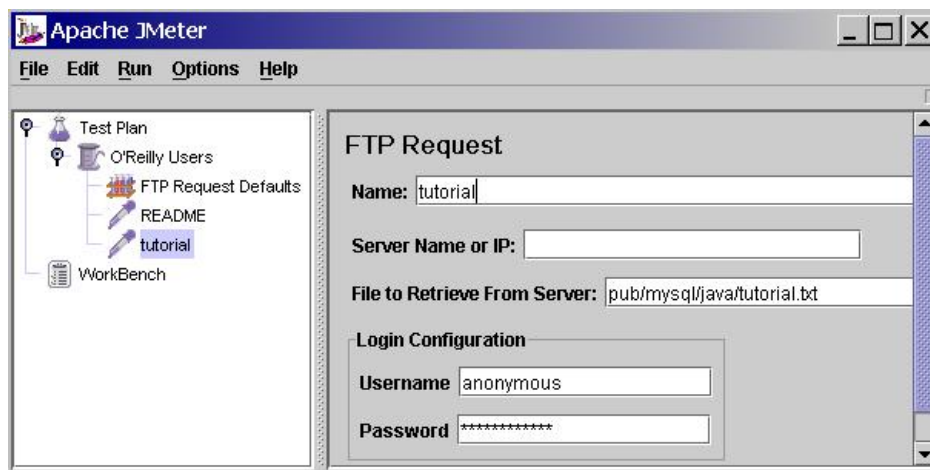 Apache JMeter
File Edit Run Options Help
Test Plan
O'Reilly Users
FTP Request Defaults
README
tutorial
WorkBench
FTP Request
Name: tutorial
Server Name or IP:
File to Retrieve From Server: pub/mysql/java/tutorial.txt
Login Configuration
Username anonymous
Password ************